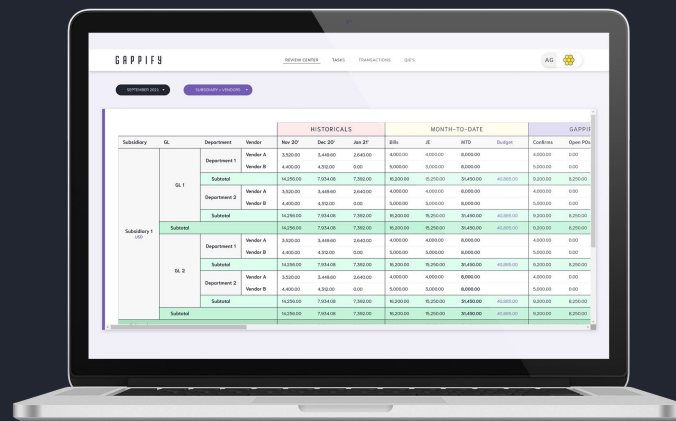 GAPPIFY REVIEW CENTER TASKS TRANSACTIONS QJE'S AG
SEPTEMBER 2021 SUBSIDIARY > VENDORS
HISTORICALS MONTH-TO-DATE GAPPIF
Subsidiary GL Department Vendor Nov 20' Dec 20' Jan 21' Bills JE MTD Budget Confirms Open POs
Vendor A 3,520.00 3,449.60 2,640.00 4,000.00 4,000.00 8,000.00 4,000.00 0.00
Department 1
Vendor B 4,400.00 4,312.00 0.00 5,000.00 3,000.00 8,000.00 5,000.00 0.00
Subtotal 14,256.00 7,934.08 7,392.00 16,200.00 15,250.00 31,450.00 40,885.00 9,200.00 8,250.00
GL 1
Vendor A 3,520.00 3,449.60 2,640.00 4,000.00 4,000.00 8,000.00 4,000.00 0.00
Department 2
Vendor B 4,400.00 4,312.00 0.00 5,000.00 3,000.00 8,000.00 5,000.00 0.00
Subtotal 14,256.00 7,934.08 7,392.00 16,200.00 15,250.00 31,450.00 40,885.00 9,200.00 8,250.00
Subtotal 14,256.00 7,934.08 7,392.00 16,200.00 15,250.00 31,450.00 40,885.00 9,200.00 8,250.00
Subsidiary 1
USD
Vendor A 3,520.00 3,449.60 2,640.00 4,000.00 4,000.00 8,000.00 4,000.00 0.00
Department 1
Vendor B 4,400.00 4,312.00 0.00 5,000.00 3,000.00 8,000.00 5,000.00 0.00
Subtotal 14,256.00 7,934.08 7,392.00 16,200.00 15,250.00 31,450.00 40,885.00 9,200.00 8,250.00
GL 2
Vendor A 3,520.00 3,449.60 2,640.00 4,000.00 4,000.00 8,000.00 4,000.00 0.00
Department 2
Vendor B 4,400.00 4,312.00 0.00 5,000.00 3,000.00 8,000.00 5,000.00 0.00
Subtotal 14,256.00 7,934.08 7,392.00 16,200.00 15,250.00 31,450.00 40,885.00 9,200.00 8,250.00
Subtotal 14,256.00 7,934.08 7,392.00 16,200.00 15,250.00 31,450.00 40,885.00 9,200.00 8,250.00